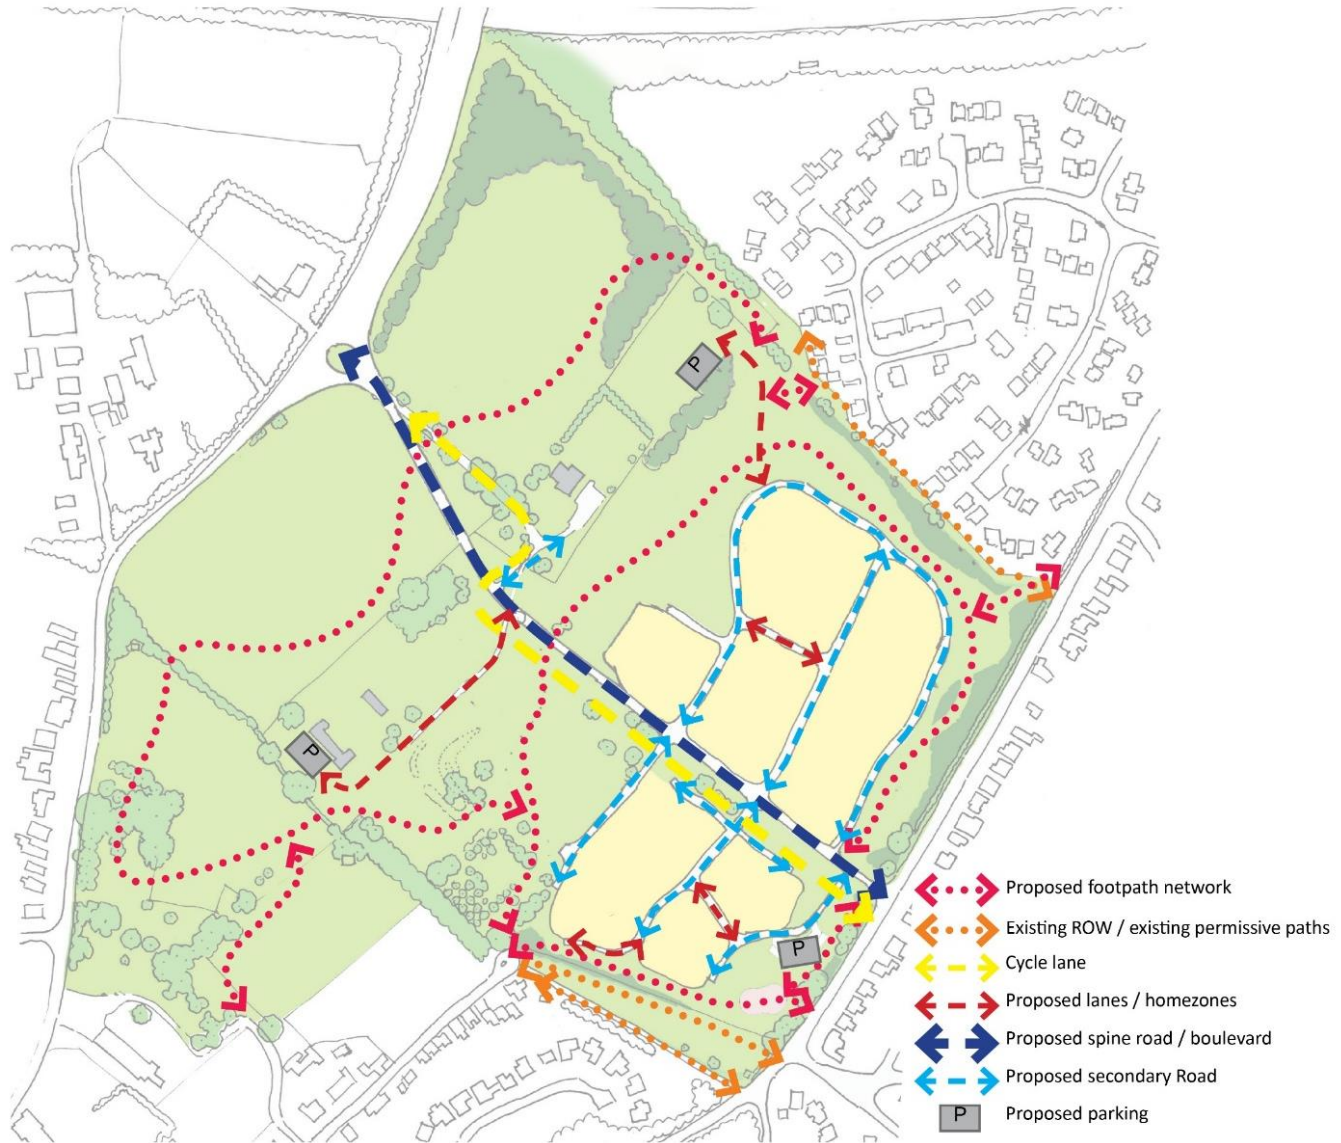 P
P
P
Proposed footpath network
Existing ROW / existing permissive paths
Cycle lane
Proposed lanes / homezones
Proposed spine road / boulevard
Proposed secondary Road
P Proposed parking